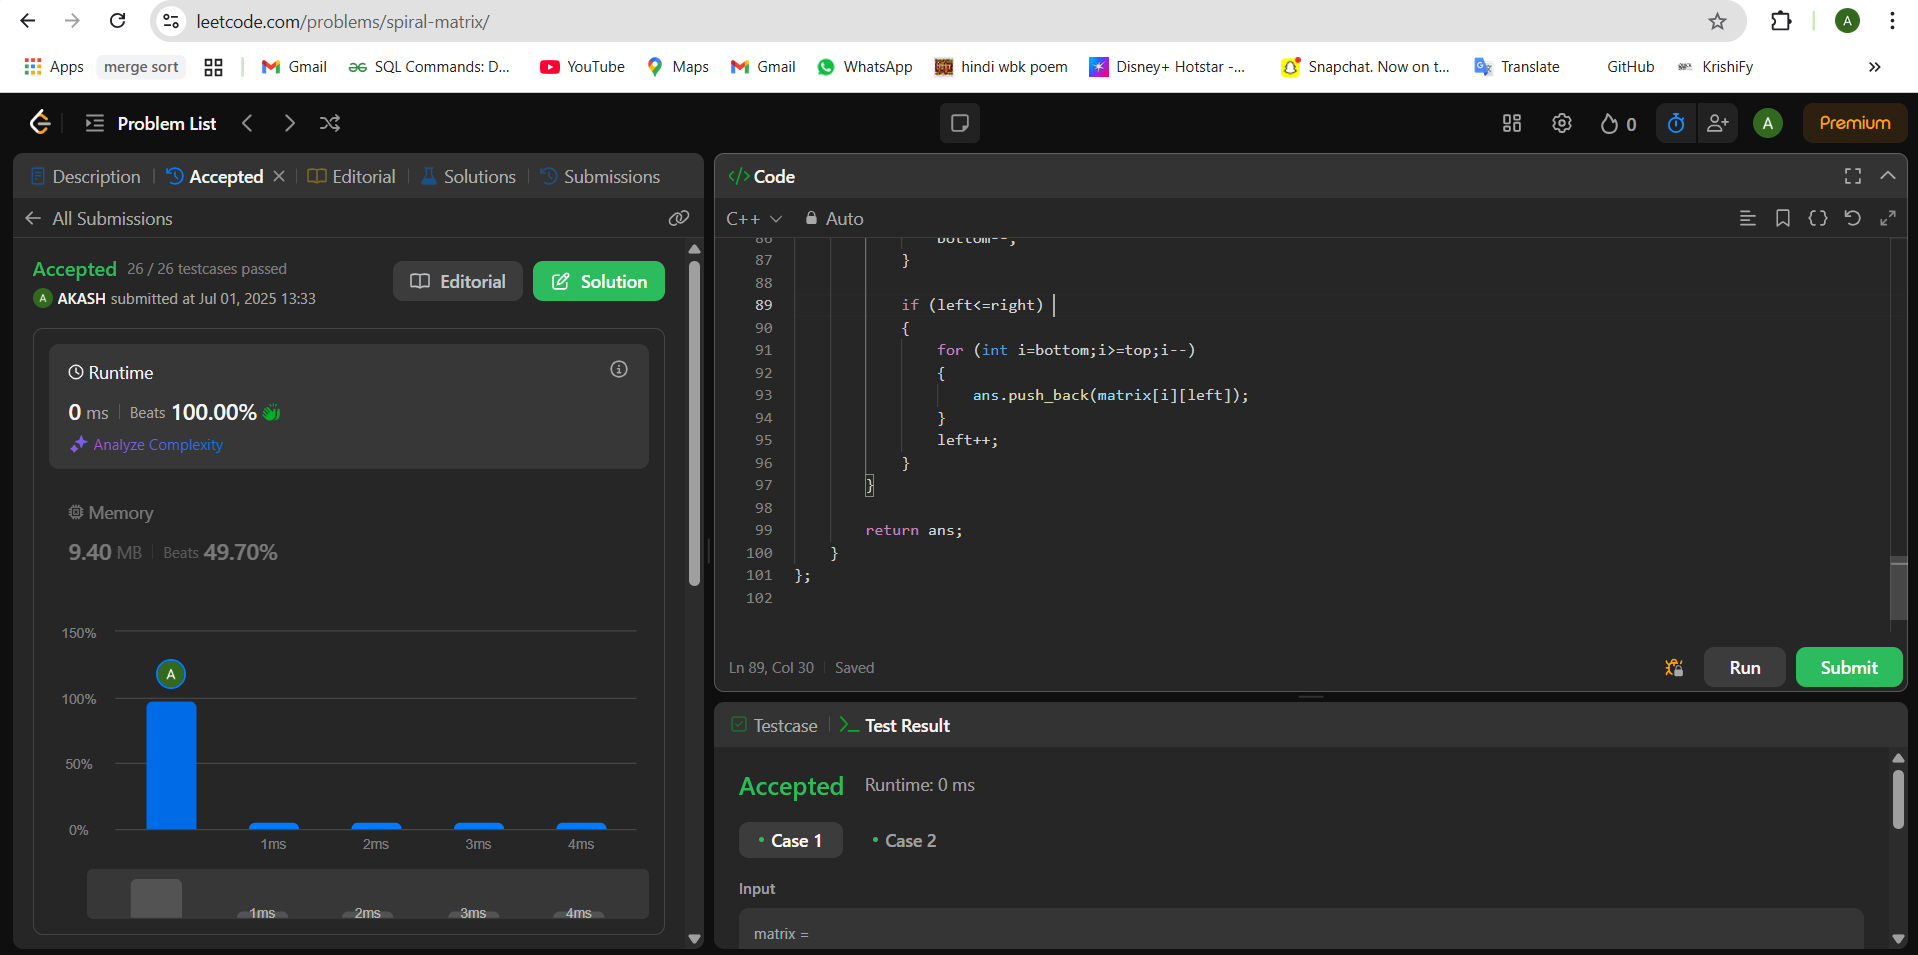 leetcode.com/problems/spiral-matrix/
A
Apps merge sort Gmail SQL Commands: D... YouTube Maps Gmail WhatsApp hindi wbk poem Disney+ Hotstar -... Snapchat. Now on t... Translate GitHub KrishiFy »
Problem List 0 A Premium
Description Accepted Editorial Solutions Submissions
All Submissions
Accepted 26 / 26 testcases passed
A AKASH submitted at Jul 01, 2025 13:33
Editorial Solution
Runtime
0 ms Beats 100.00%
Analyze Complexity
Memory
9.40 MB Beats 49.70%
150%
A
100%
50%
0%
1ms 2ms 3ms 4ms
1ms 2ms 3ms 4ms
</> Code
C++ Auto
86 bottom--;
87 }
88
89 if (left<=right)
90 {
91 for (int i=bottom;i>=top;i--)
92 {
93 ans.push_back(matrix[i][left]);
94 }
95 left++;
96 }
97 }
98
99 return ans;
100 }
101 };
102
Ln 89, Col 30 Saved
Run Submit
Testcase >_ Test Result
Accepted Runtime: 0 ms
• Case 1 • Case 2
Input
matrix =